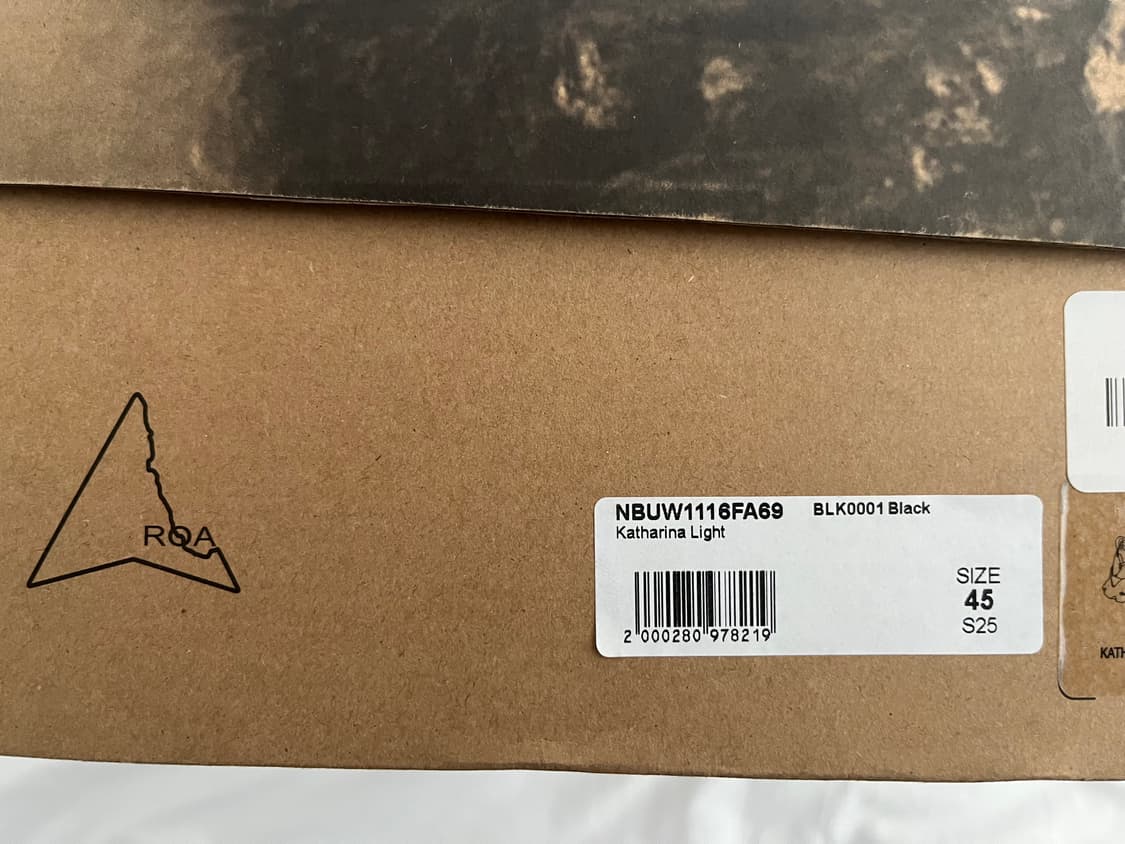 ROA
NBUW1116FA69 BLK0001 Black
Katharina Light
SIZE
45
S25
2 000280 978219